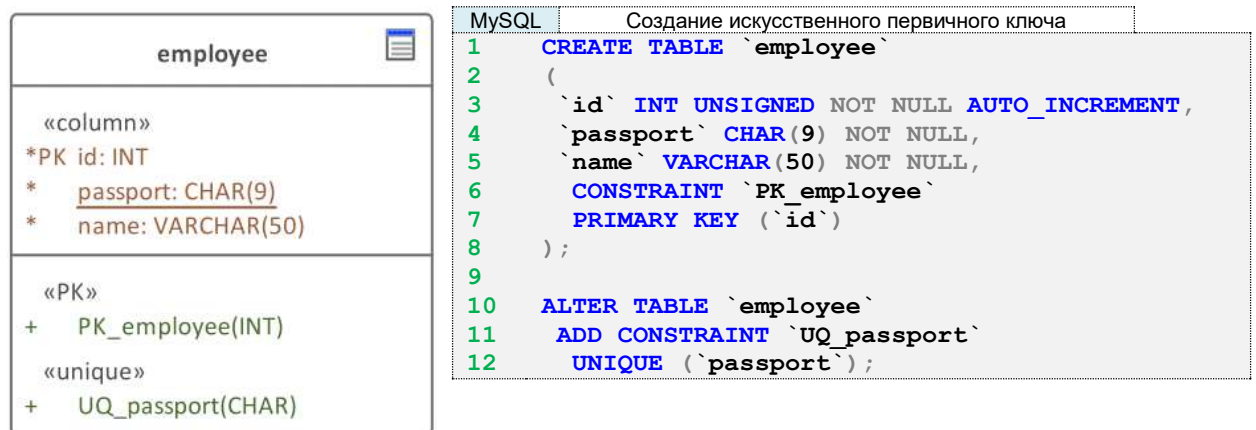 employee
«column»
*PK id: INT
* passport: CHAR(9)
* name: VARCHAR(50)
«PK»
+ PK_employee(INT)
«unique»
+ UQ_passport(CHAR)
MySQL Создание искусственного первичного ключа
1 CREATE TABLE `employee`
2 (
3 `id` INT UNSIGNED NOT NULL AUTO_INCREMENT,
4 `passport` CHAR(9) NOT NULL,
5 `name` VARCHAR(50) NOT NULL,
6 CONSTRAINT `PK_employee`
7 PRIMARY KEY (`id`)
8 );
9
10 ALTER TABLE `employee`
11 ADD CONSTRAINT `UQ_passport`
12 UNIQUE (`passport`);